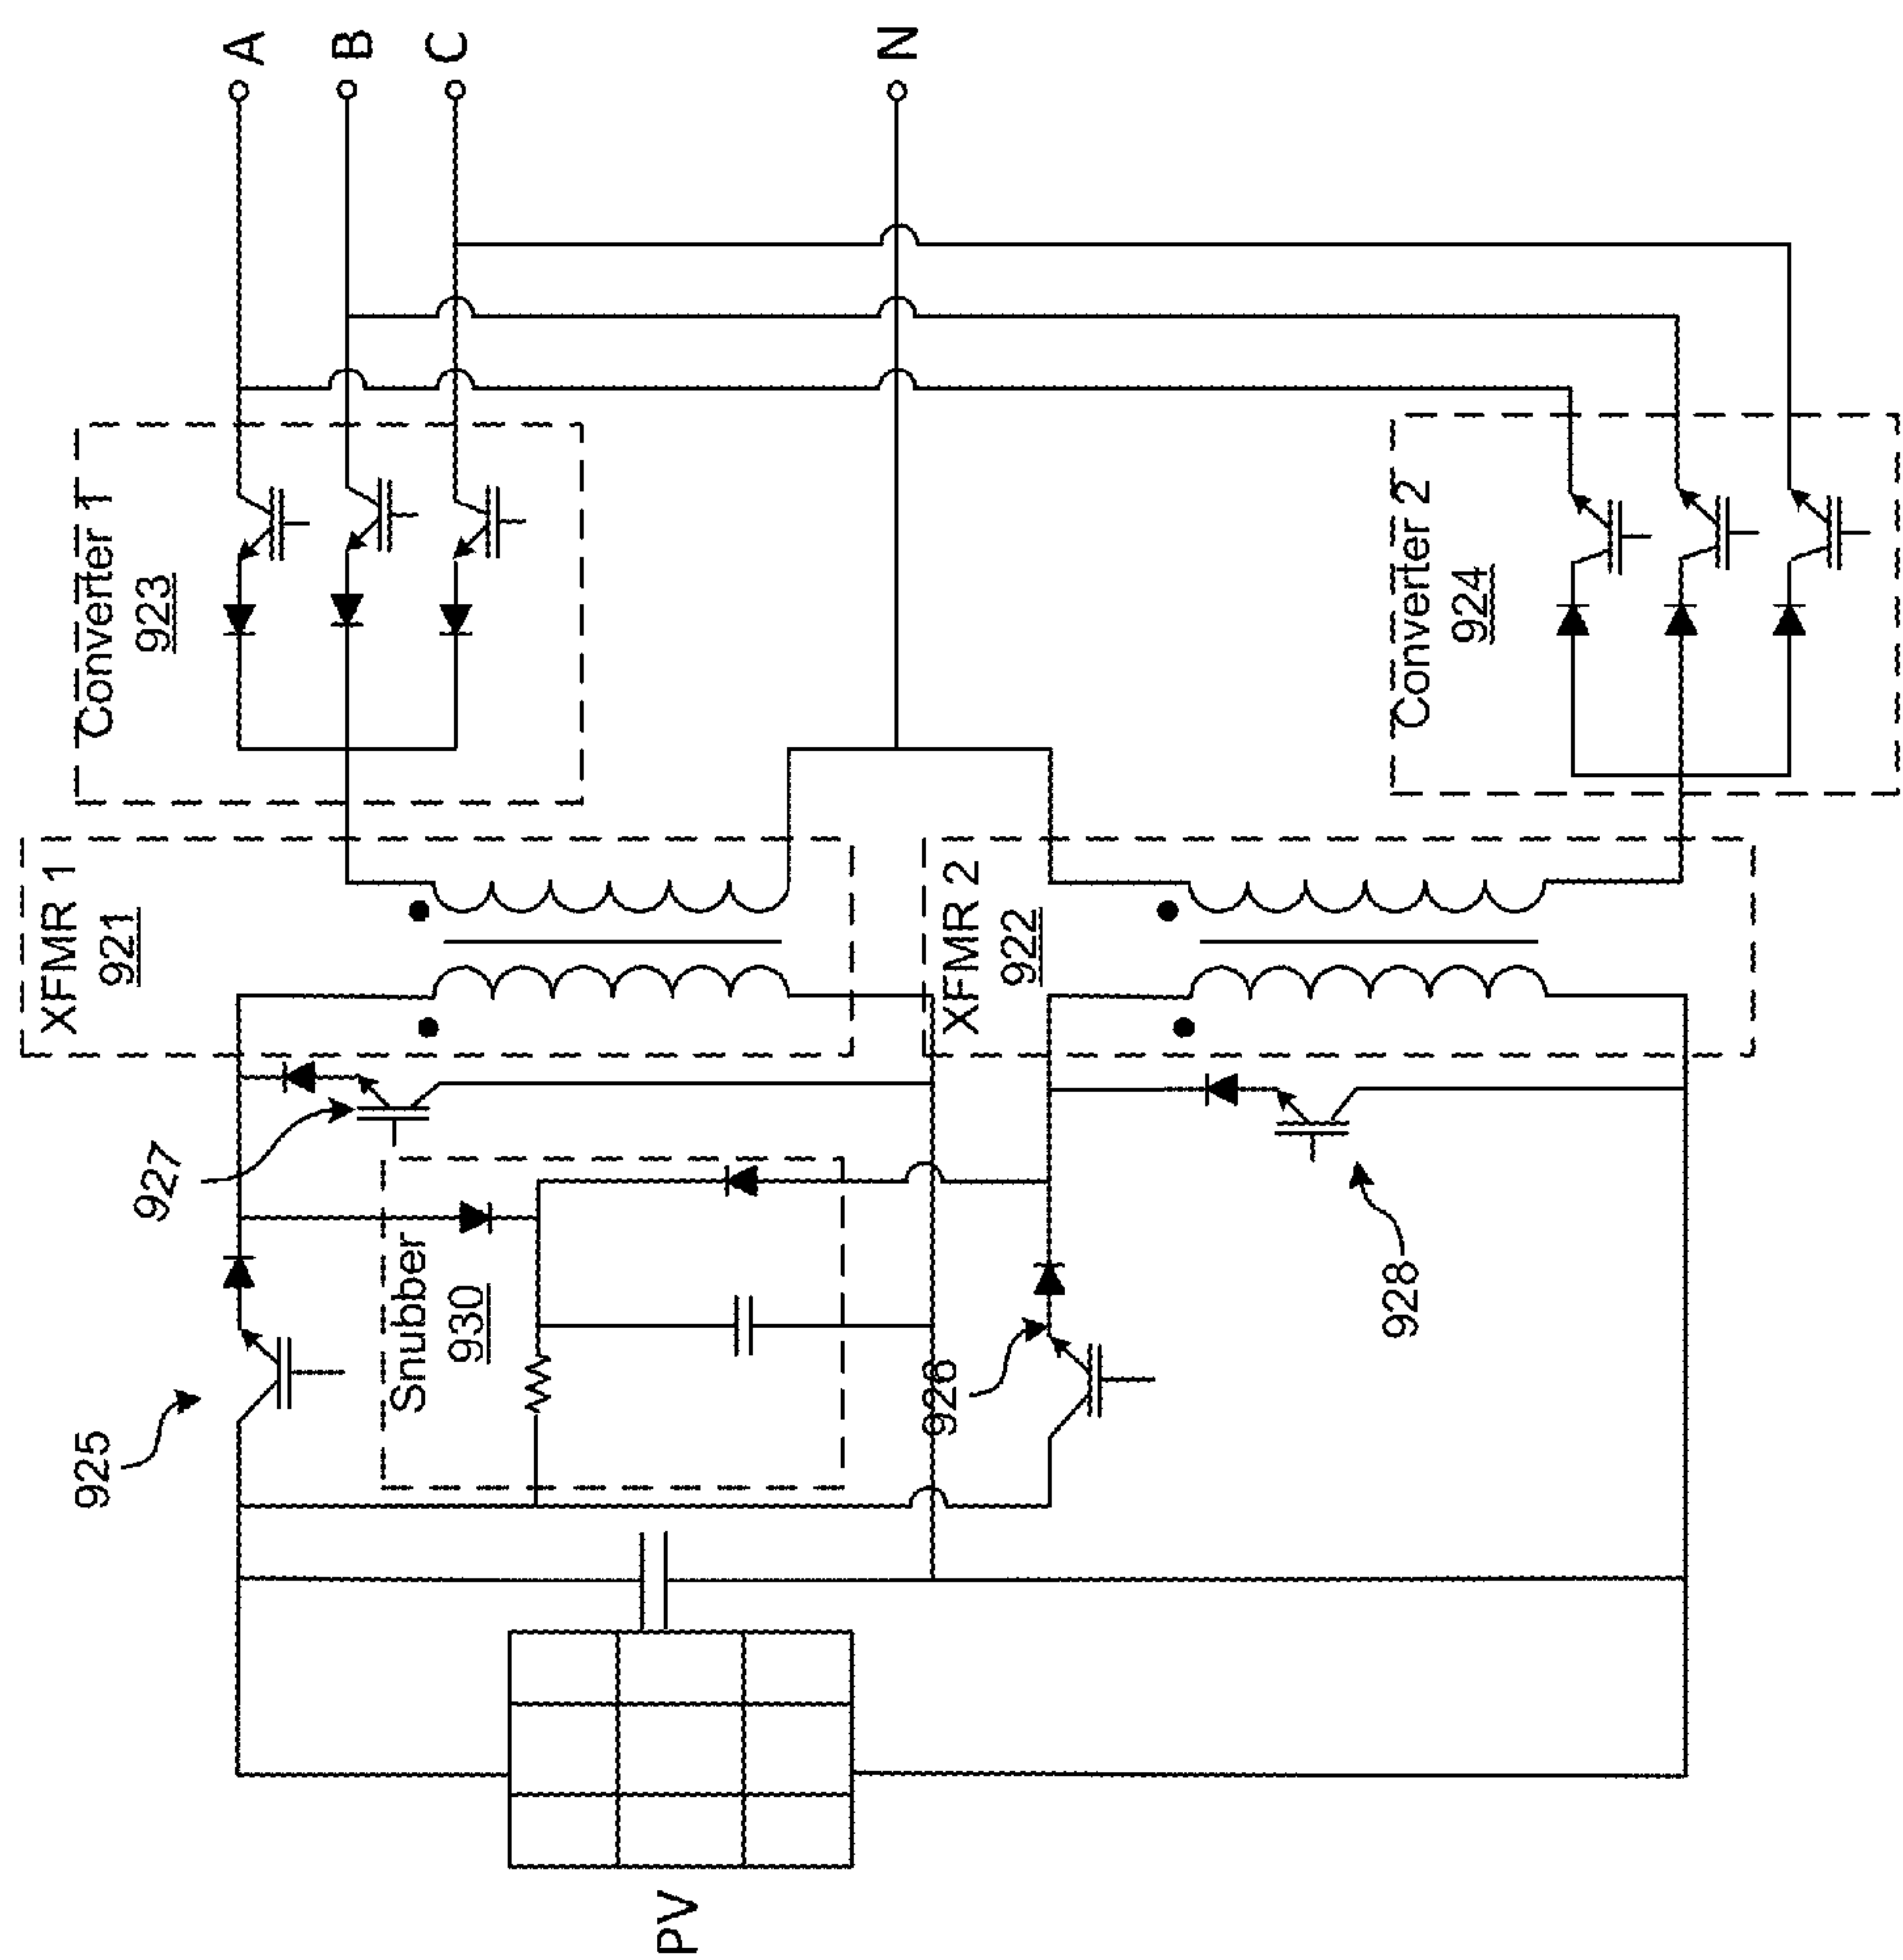 A
B
C
N
Converter 1
923
Converter 2
924
XFMR 1
921
XFMR 2
922
927
Snubber
930
925
926
928
PV